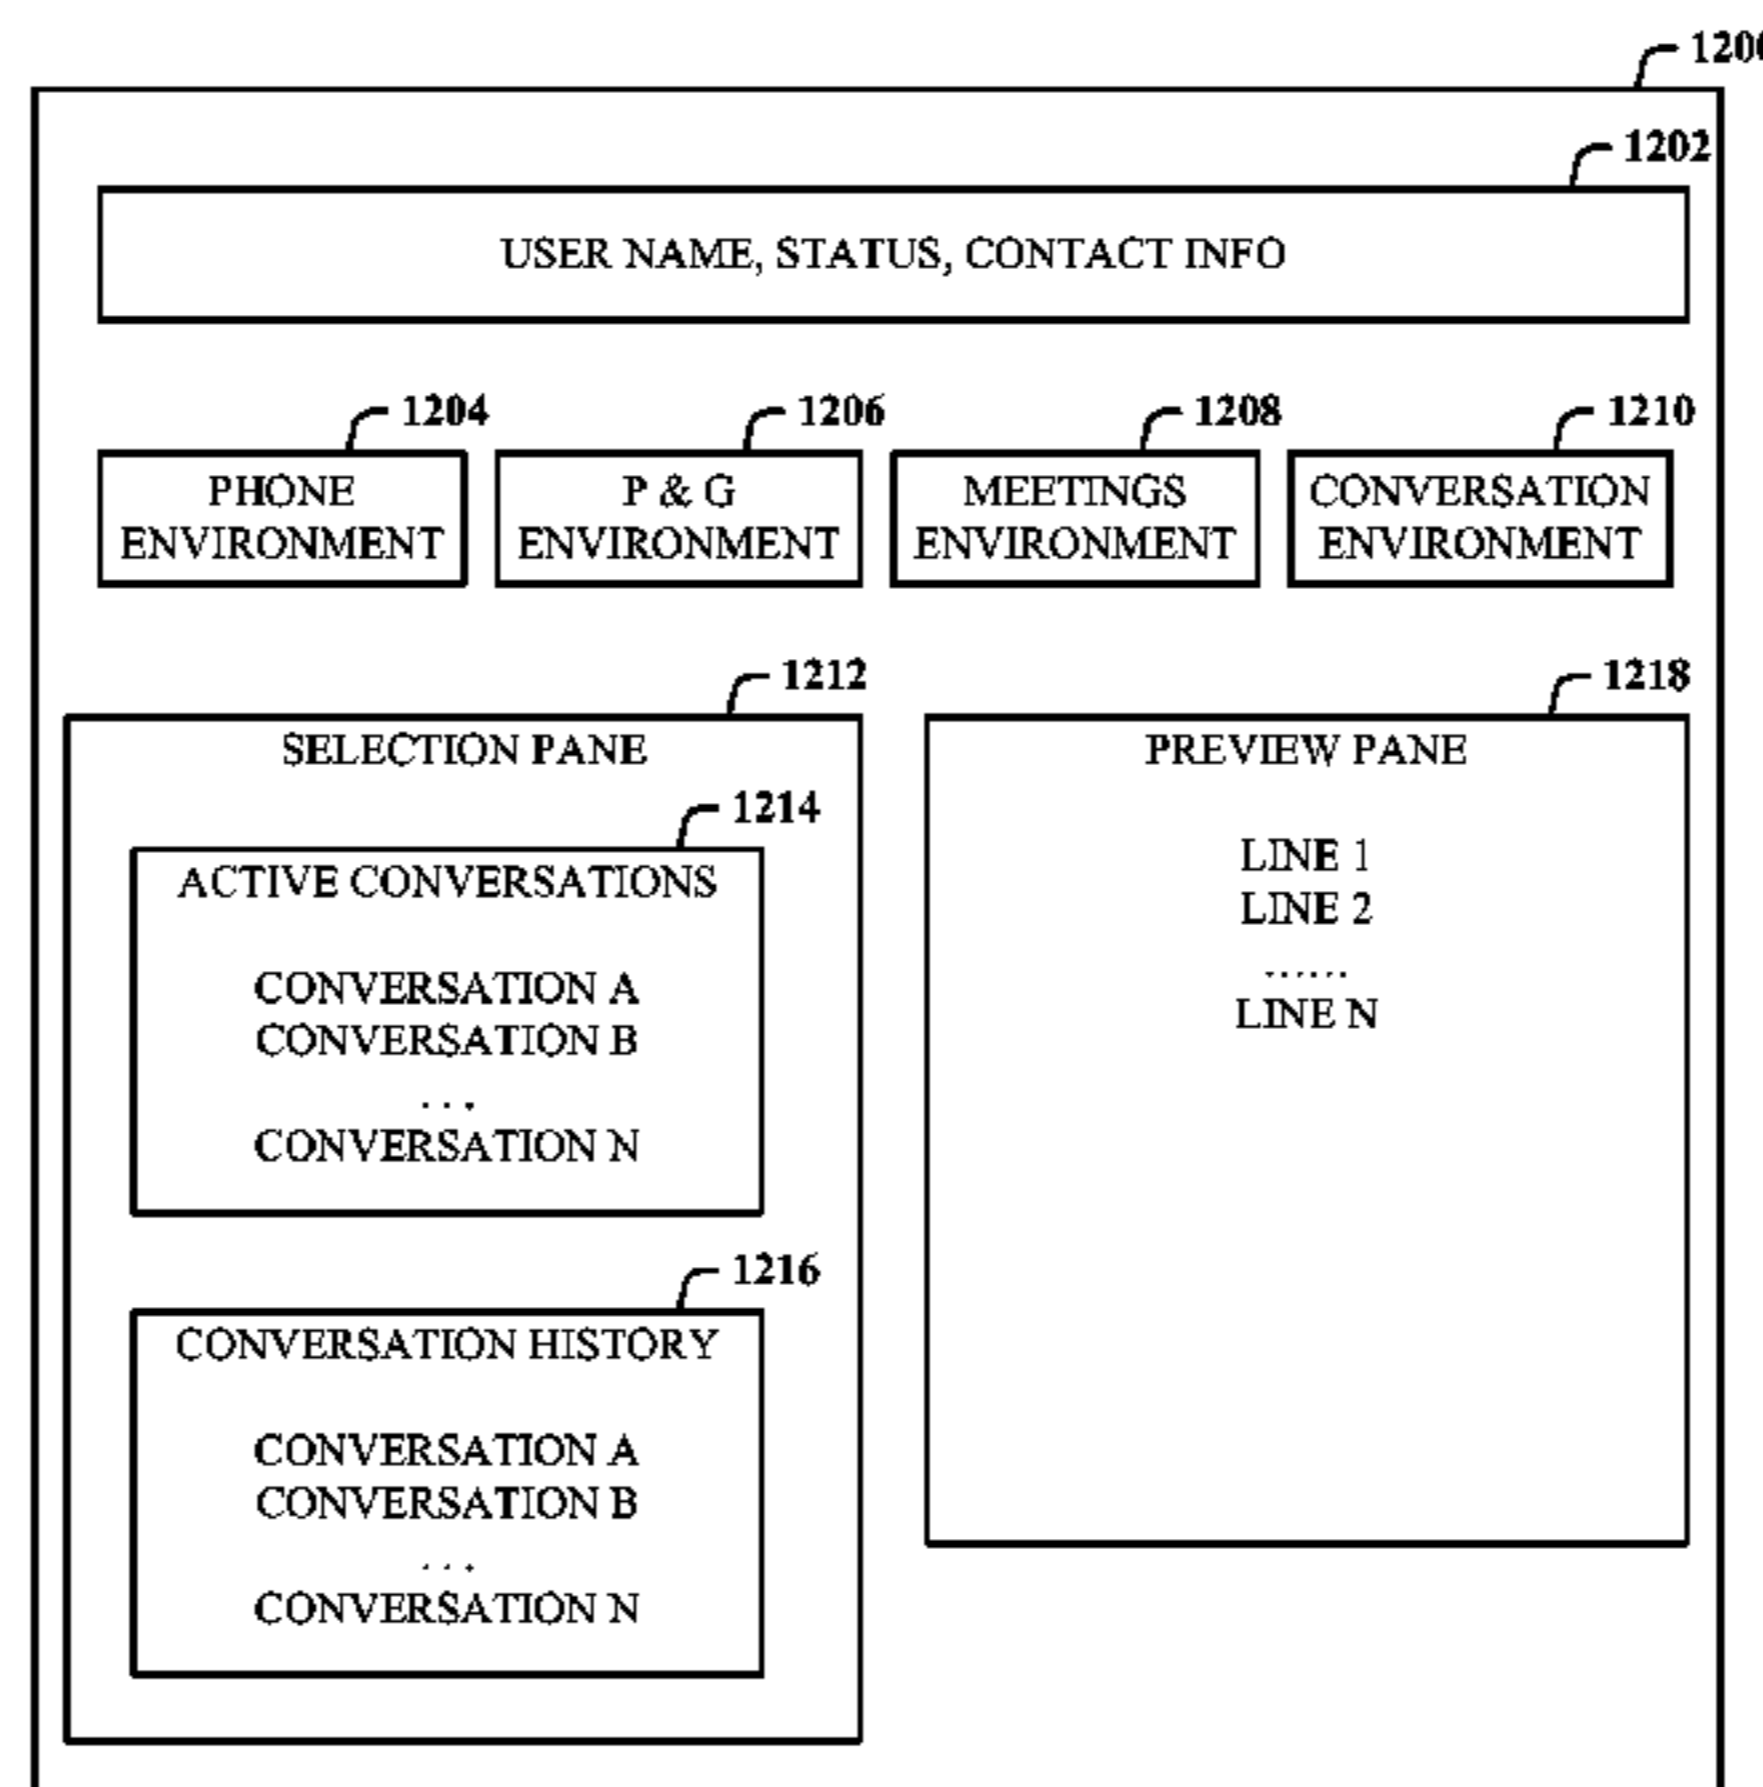 1200
1202
USER NAME, STATUS, CONTACT INFO
1204
1206
1208
1210
PHONE
ENVIRONMENT
P & G
ENVIRONMENT
MEETINGS
ENVIRONMENT
CONVERSATION
ENVIRONMENT
1212
SELECTION PANE
1214
ACTIVE CONVERSATIONS
CONVERSATION A
CONVERSATION B
. . .
CONVERSATION N
1216
CONVERSATION HISTORY
CONVERSATION A
CONVERSATION B
. . .
CONVERSATION N
1218
PREVIEW PANE
LINE 1
LINE 2
......
LINE N